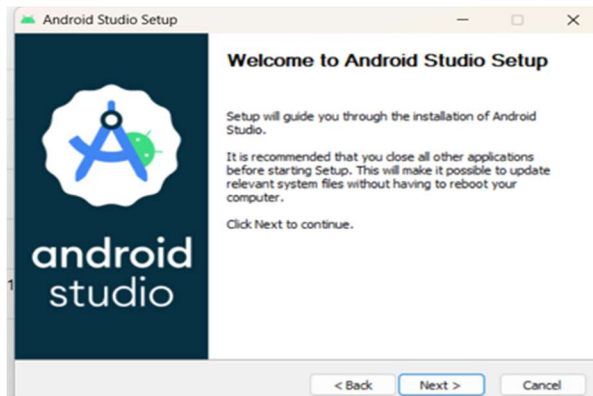 Android Studio Setup
Welcome to Android Studio Setup
Setup will guide you through the installation of Android
Studio.
It is recommended that you close all other applications
before starting Setup. This will make it possible to update
relevant system files without having to reboot your
computer.
Click Next to continue.
android
studio
1
< Back
Next >
Cancel